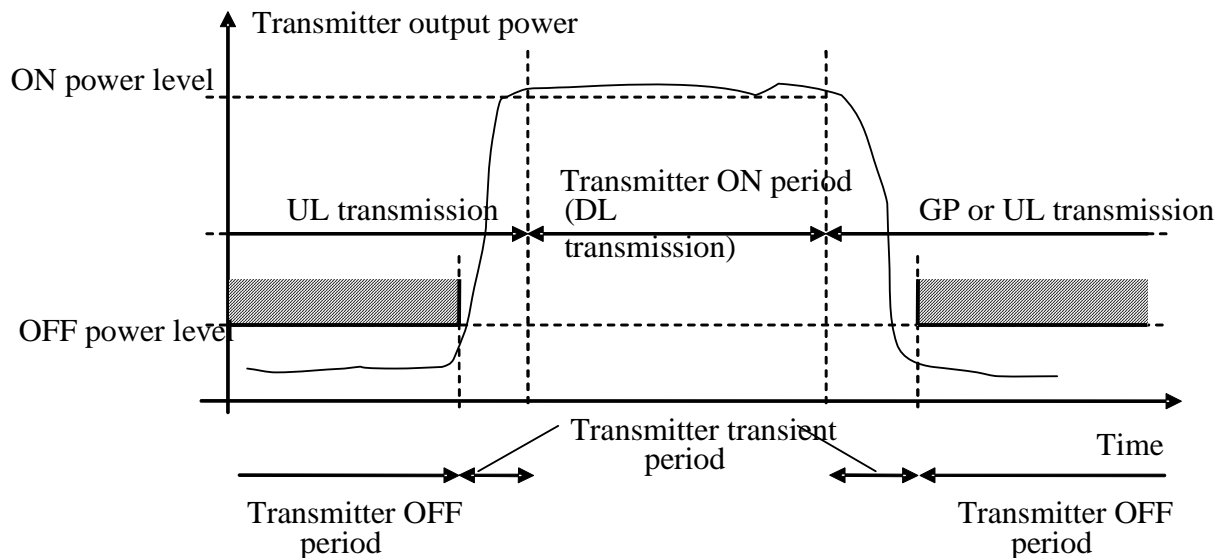 Transmitter output power
ON power level
Transmitter ON period
UL transmission
(DL
transmission)
GP or UL transmission
OFF power level
Transmitter transient
period
Time
Transmitter OFF
period
Transmitter OFF
period